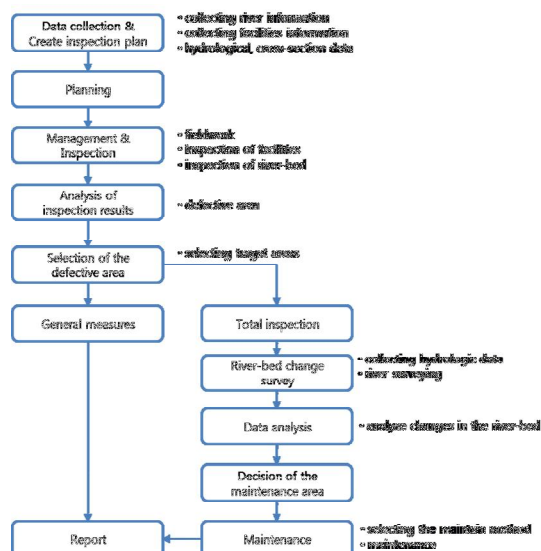 Data collection &
Create inspection plan
- collecting river information
- collecting facilities information
- hydrological, cross-section data
Planning
Management &
Inspection
- fieldwork
- inspection of facilities
- inspection of river-bed
Analysis of
inspection results
- defective area
Selection of the
defective area
- selecting target areas
General measures
Total inspection
River-bed change
survey
- collecting hydrologic data
- river surveying
Data analysis
- analyze changes in the river-bed
Decision of the
maintenance area
Report
Maintenance
- selecting the maintain method
- maintenance